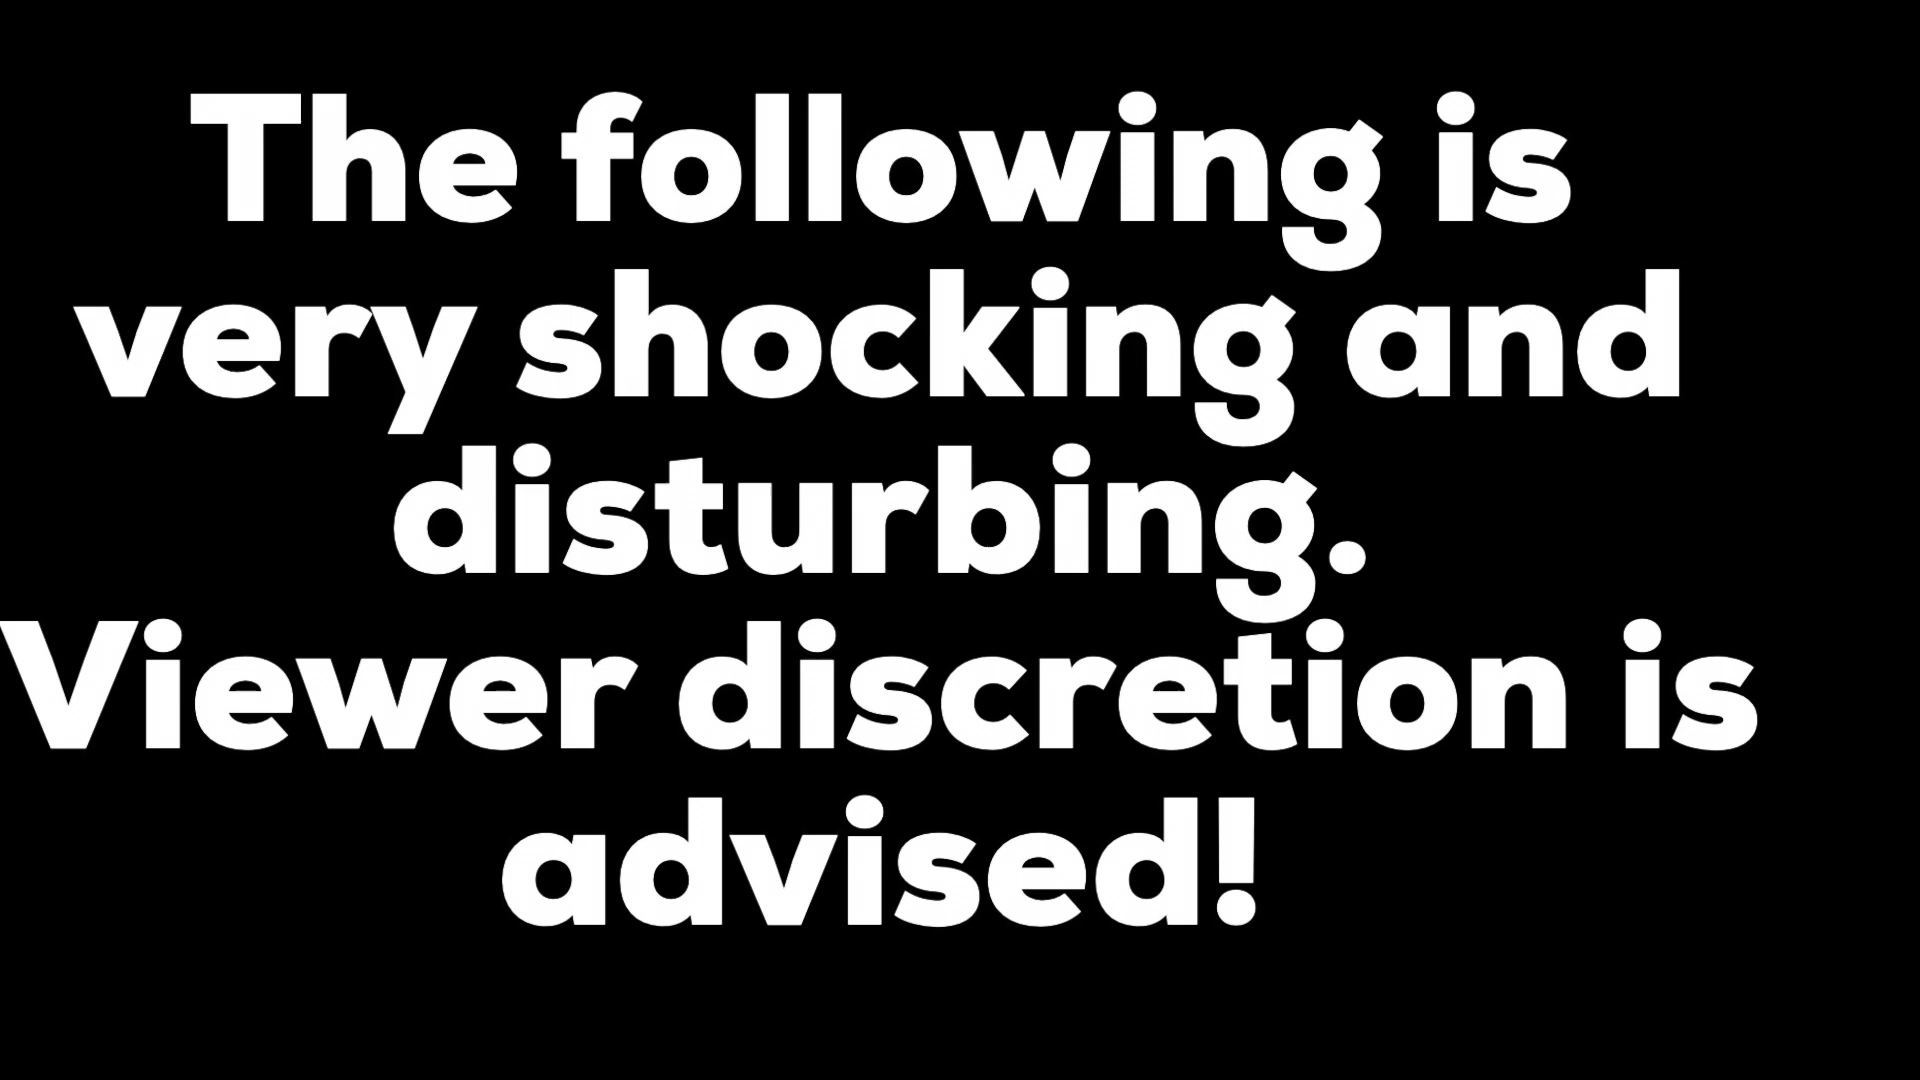 The following is
very shocking and
disturbing.
Viewer discretion is
advised!